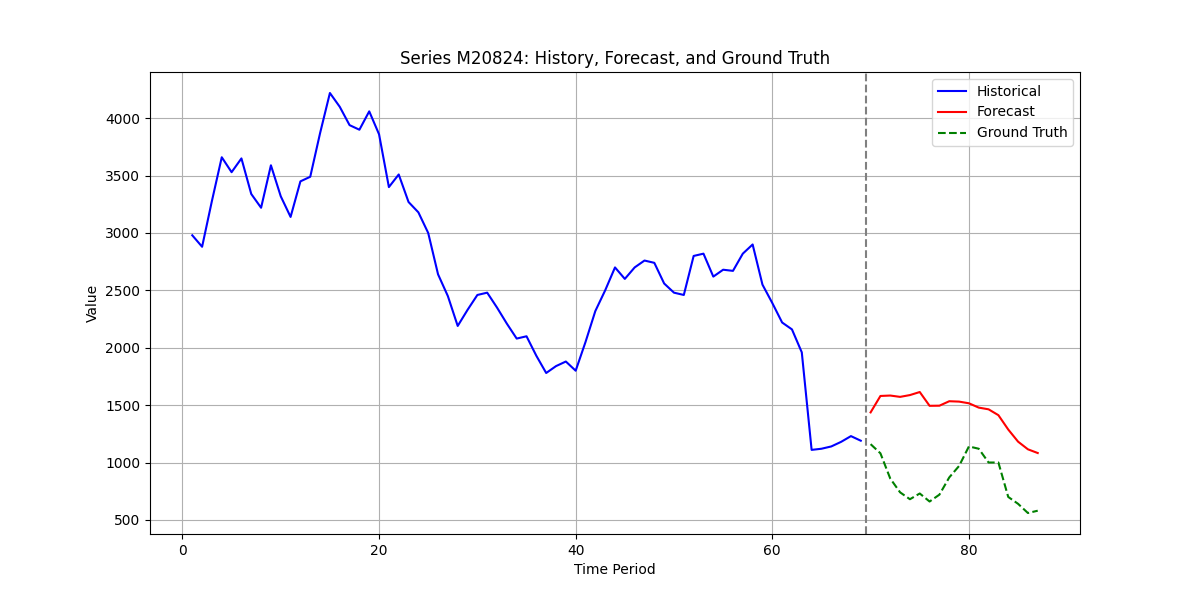 Series M20824: History, Forecast, and Ground Truth
Historical
Forecast
Ground Truth
Value
4000
3500
3000
2500
2000
1500
1000
500
0
20
40
60
80
Time Period